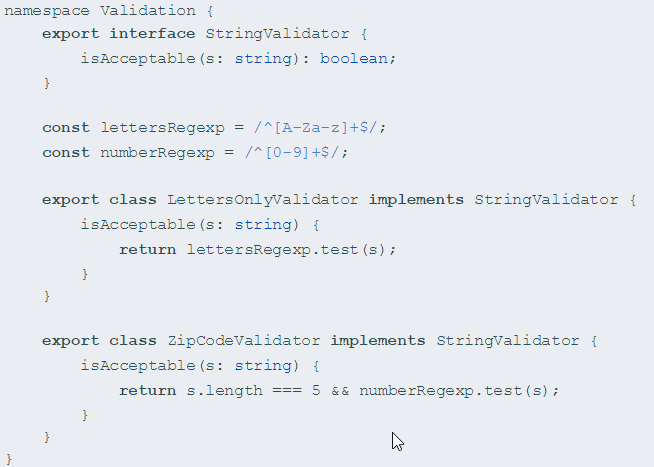 namespace Validation {
    export interface StringValidator {
        isAcceptable(s: string): boolean;
    }

    const lettersRegexp = /^[A-Za-z]+$/;
    const numberRegexp = /^[0-9]+$/;

    export class LettersOnlyValidator implements StringValidator {
        isAcceptable(s: string) {
            return lettersRegexp.test(s);
        }
    }

    export class ZipCodeValidator implements StringValidator {
        isAcceptable(s: string) {
            return s.length === 5 && numberRegexp.test(s);
        }
    }
}